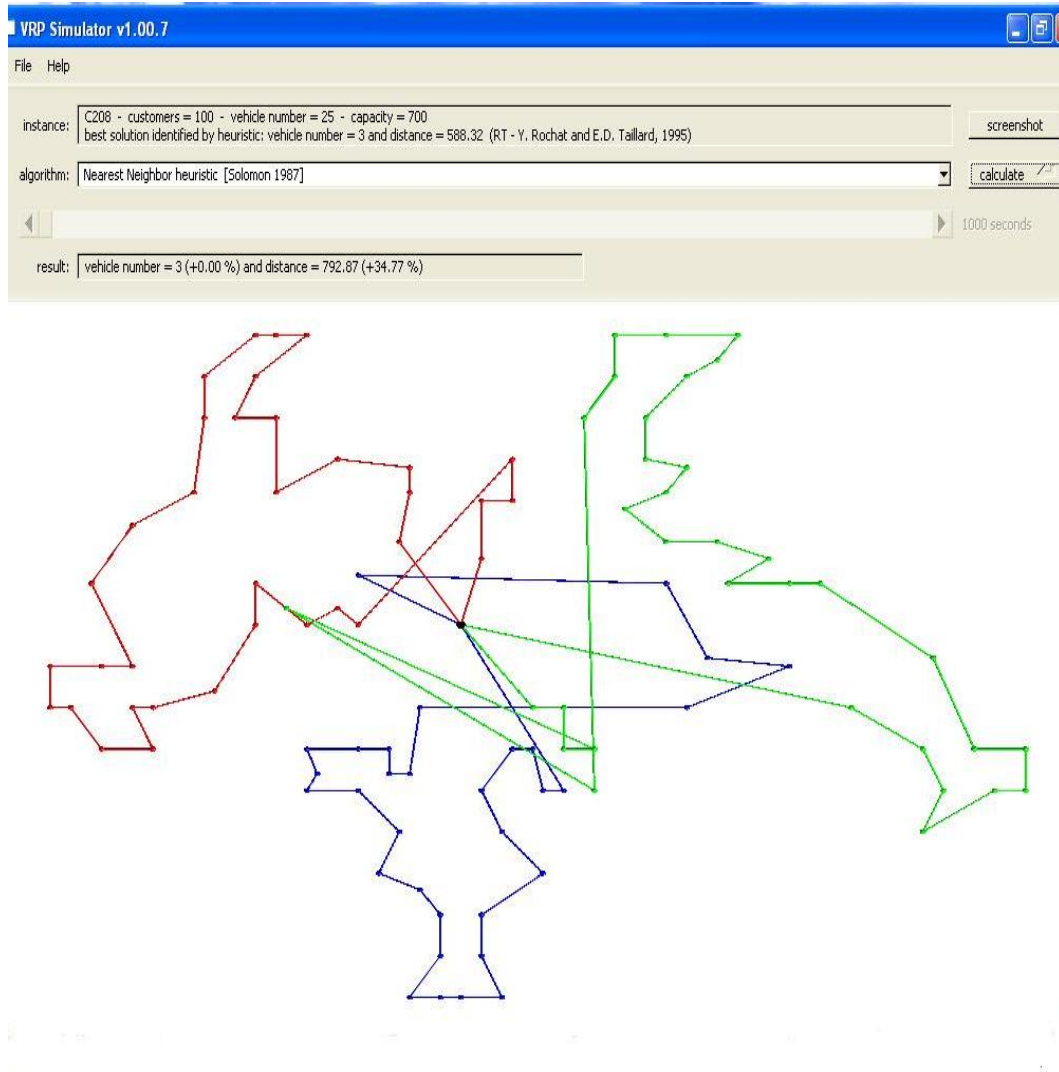 VRP Simulator v1.00.7
File Help
instance:
C208 - customers = 100 - vehicle number = 25 - capacity = 700
best solution identified by heuristic: vehicle number = 3 and distance = 588.32 (RT - Y. Rochat and E.D. Taillard, 1995)
screenshot
algorithm: Nearest Neighbor heuristic [Solomon 1987]
calculate
1000 seconds
result: vehicle number = 3 (+0.00 %) and distance = 792.87 (+34.77 %)